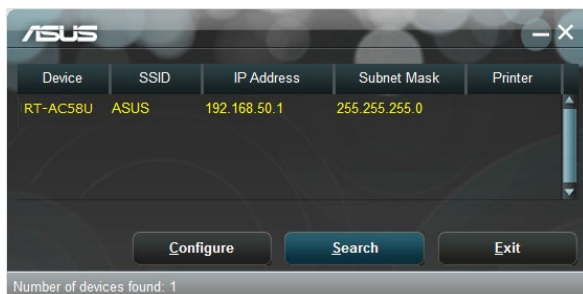 ASUS
Device SSID IP Address Subnet Mask Printer
RT-AC58U ASUS 192.168.50.1 255.255.255.0
Configure Search Exit
Number of devices found: 1